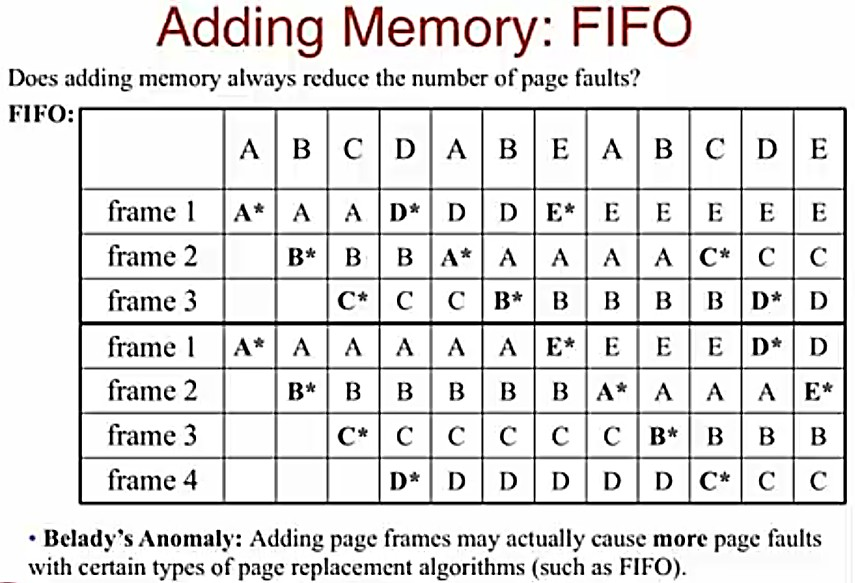 Adding Memory: FIFO
Does adding memory always reduce the number of page faults?
FIFO:
A B C D A B E A B C D E
frame 1 A* A A D* D D E* E E E E E
frame 2 B* B B A* A A A A C* C C
frame 3 C* C C B* B B B B D* D
frame 1 A* A A A A A E* E E E D* D
frame 2 B* B B B B B A* A A A E*
frame 3 C* C C C C C B* B B B
frame 4 D* D D D D D C* C C
• Belady's Anomaly: Adding page frames may actually cause more page faults
with certain types of page replacement algorithms (such as FIFO).